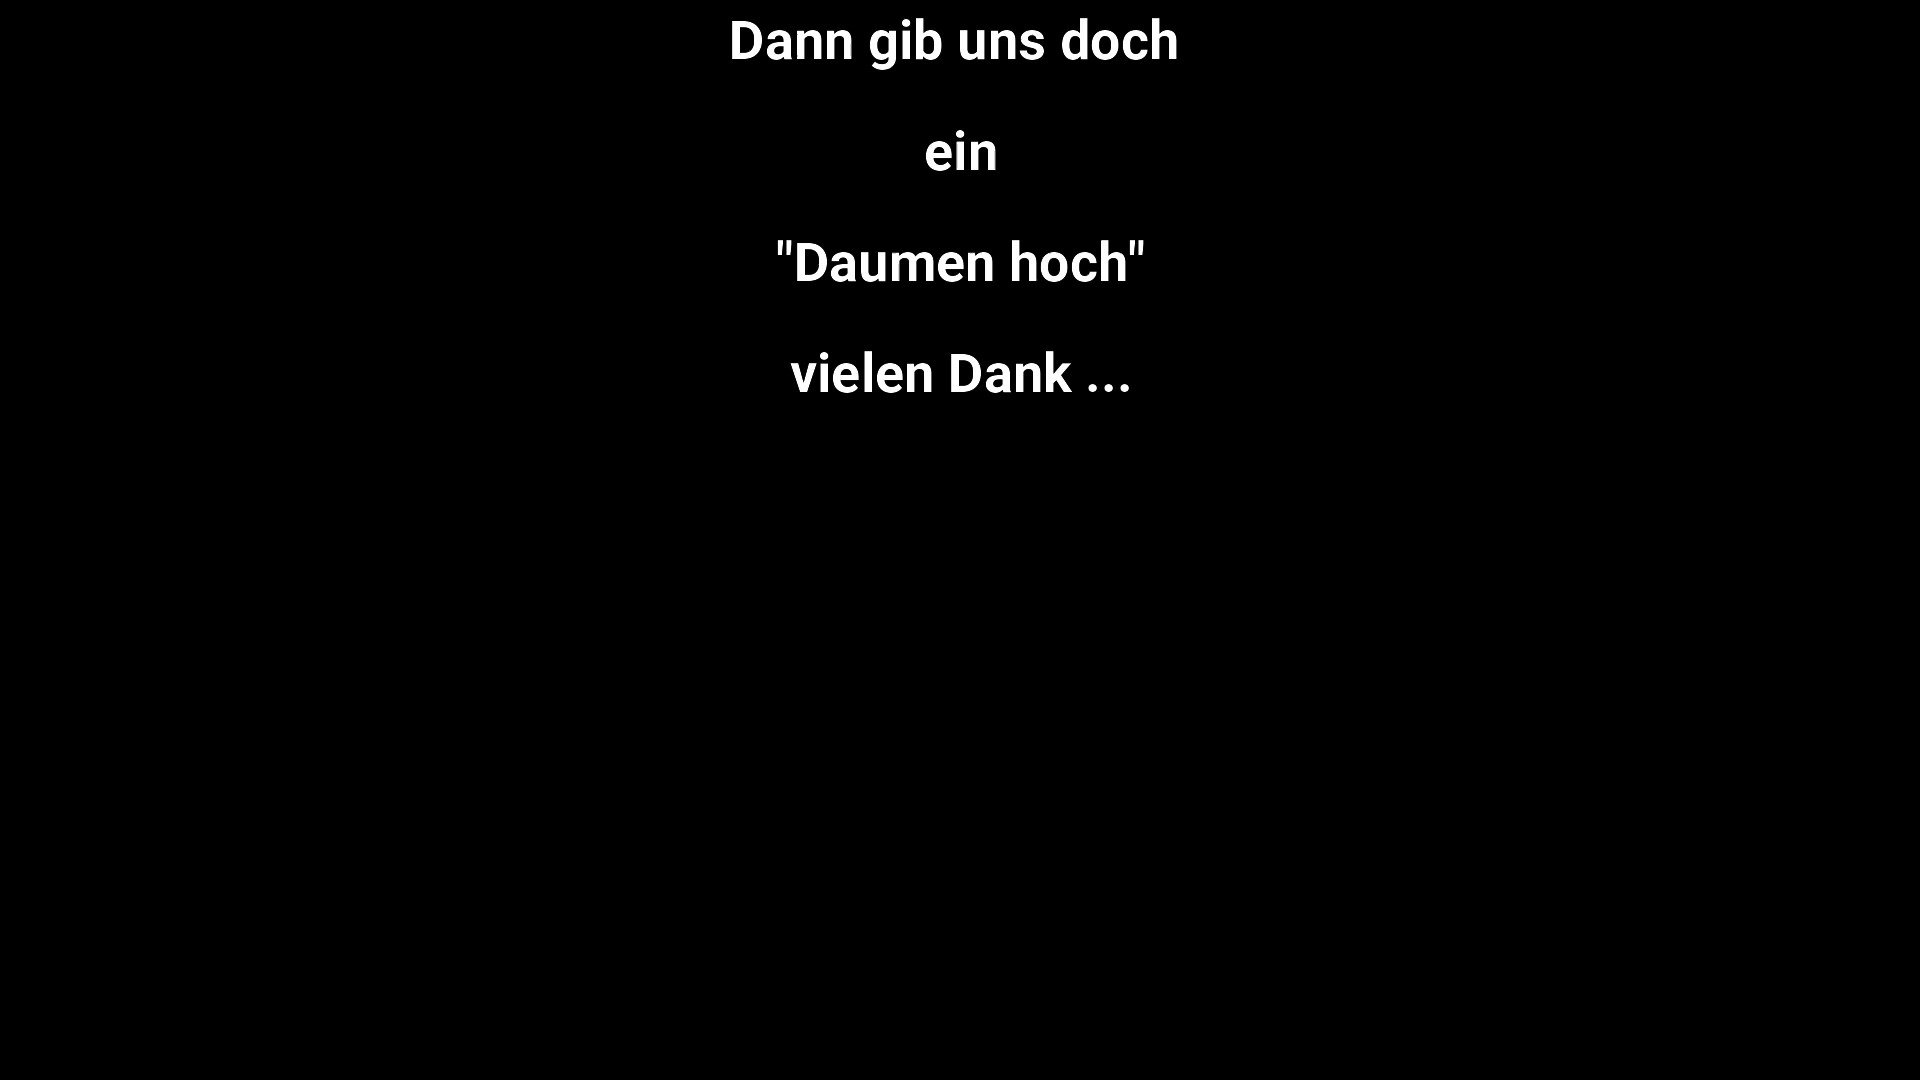 Dann gib uns doch
ein
"Daumen hoch"
vielen Dank ...